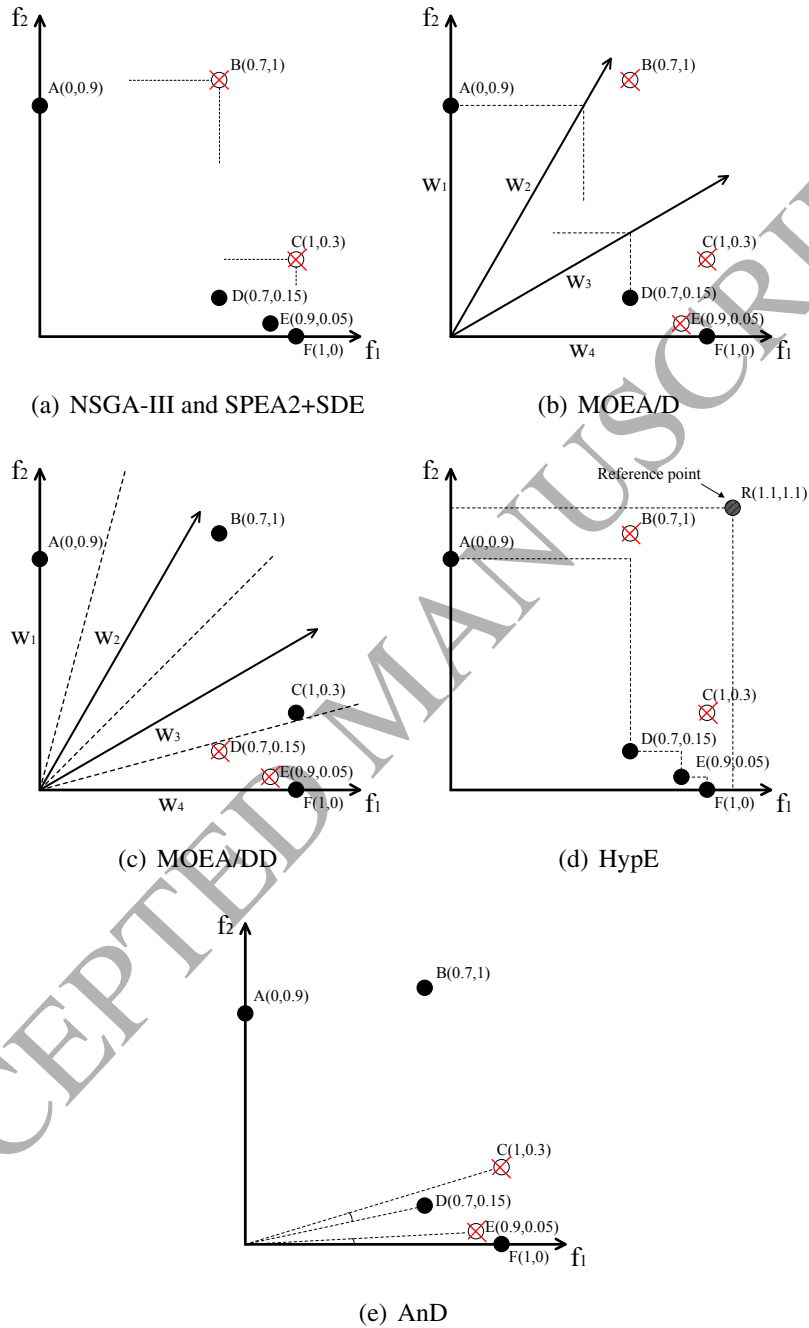 f2
B(0.7,1)
A(0,0.9)
C(1,0.3)
D(0.7,0.15)
E(0.9,0.05)
F(1,0)
f1
(a) NSGA-III and SPEA2+SDE
f2
B(0.7,1)
A(0,0.9)
W1
W2
C(1,0.3)
W3
D(0.7,0.15)
E(0.9,0.05)
W4
F(1,0)
f1
(b) MOEA/D
f2
B(0.7,1)
A(0,0.9)
W1
W2
C(1,0.3)
W3
D(0.7,0.15)
E(0.9,0.05)
W4
F(1,0)
f1
(c) MOEA/DD
f2
Reference point
R(1.1,1.1)
B(0.7,1)
A(0,0.9)
C(1,0.3)
D(0.7,0.15)
E(0.9,0.05)
F(1,0)
f1
(d) HypE
f2
B(0.7,1)
A(0,0.9)
C(1,0.3)
D(0.7,0.15)
E(0.9,0.05)
F(1,0)
f1
(e) AnD
CEPTED MANUSCRIP